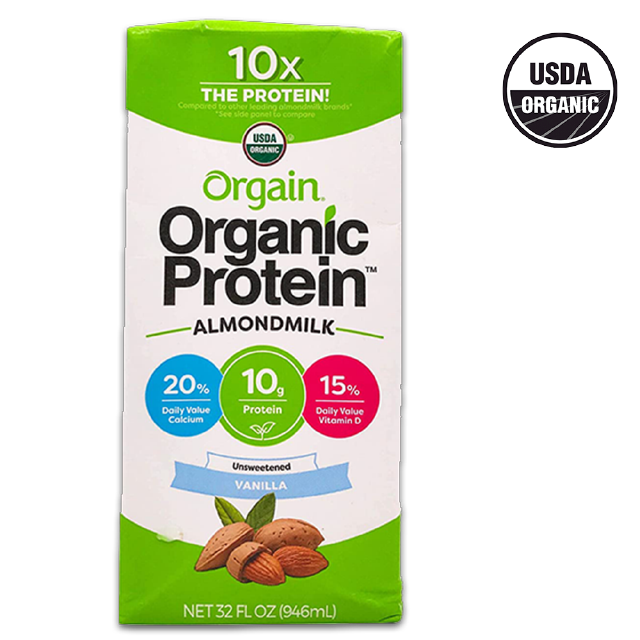 10x
THE PROTEIN!
Compared to other leading almondmilk brands*
*See side panel to compare
USDA
ORGANIC
Orgain®
Organic
Protein™
ALMONDMILK
20%
Daily Value
Calcium
10g
Protein
15%
Daily Value
Vitamin D
Unsweetened
VANILLA
NET 32 FL OZ (946mL)
USDA
ORGANIC